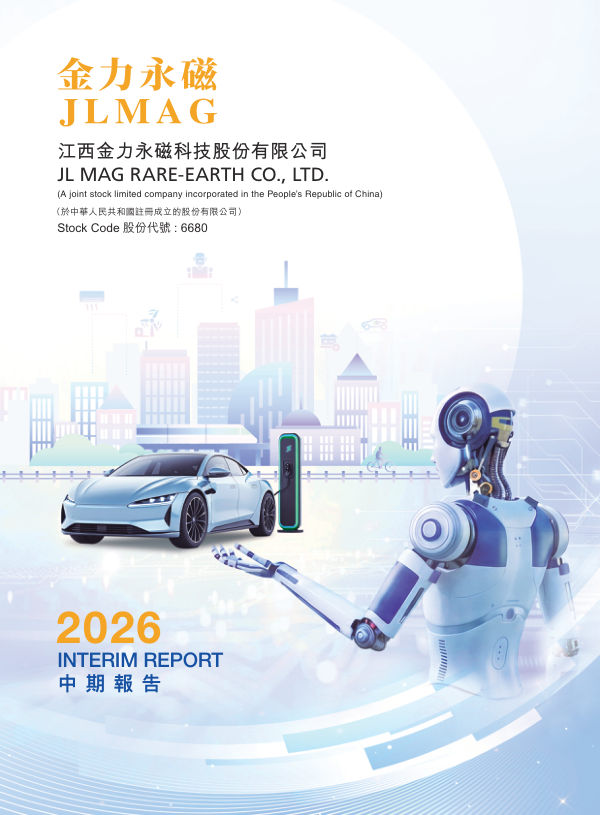 金力永磁
JLMAG
江西金力永磁科技股份有限公司
JL MAG RARE-EARTH CO., LTD.
(A joint stock limited company incorporated in the People's Republic of China)
(於中華人民共和國註冊成立的股份有限公司)
Stock Code 股份代號 : 6680
2026
INTERIM REPORT
中期報告